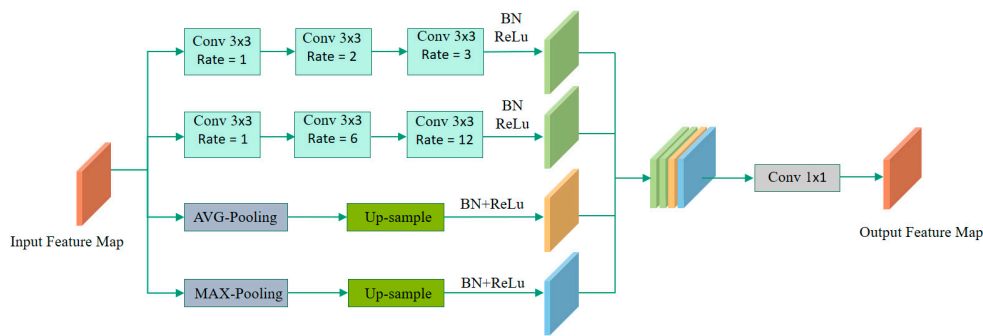 Conv 3x3
Rate = 1
Conv 3x3
Rate = 2
Conv 3x3
Rate = 3
BN
ReLu
Conv 3x3
Rate = 1
Conv 3x3
Rate = 6
Conv 3x3
Rate = 12
BN
ReLu
Input Feature Map
AVG-Pooling
Up-sample
BN+ReLu
MAX-Pooling
Up-sample
BN+ReLu
Conv 1x1
Output Feature Map